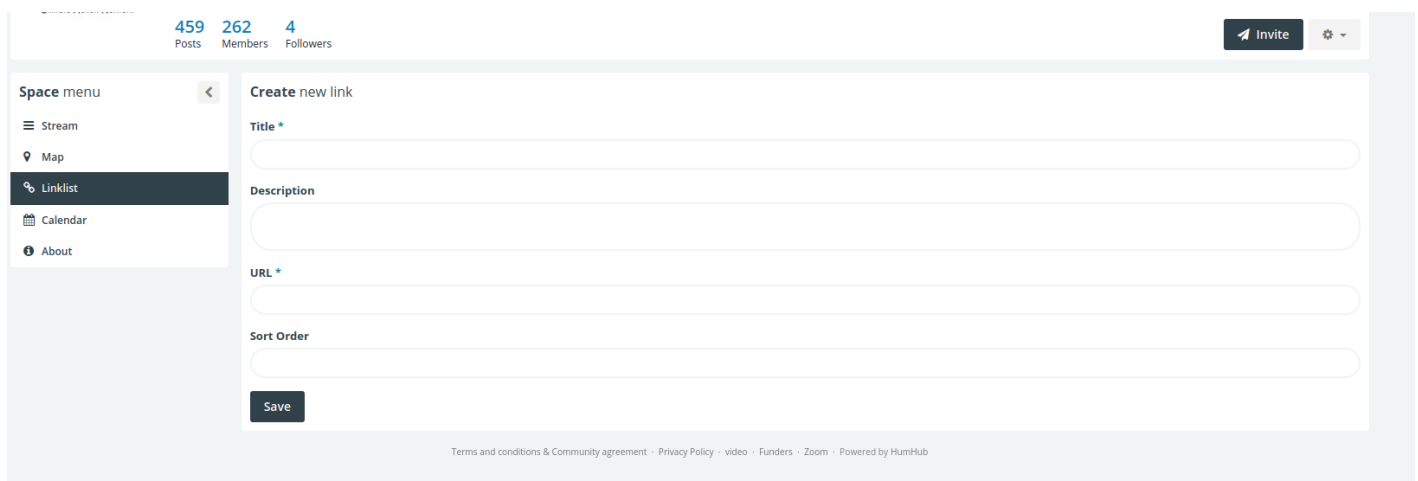 459 262 4
Posts Members Followers
Invite
Space menu
Stream
Map
Linklist
Calendar
About
Create new link
Title *
Description
URL *
Sort Order
Save
Terms and conditions & Community agreement · Privacy Policy · video · Funders · Zoom · Powered by HumHub